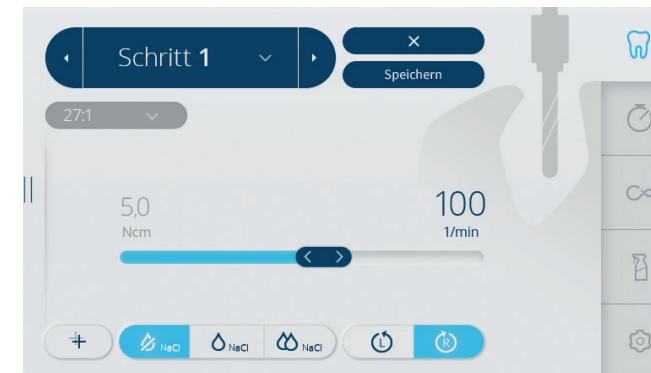 Schritt 1
×
Speichern
27:1
5,0
Ncm
100
1/min
NaCl
NaCl
NaCl
L
R